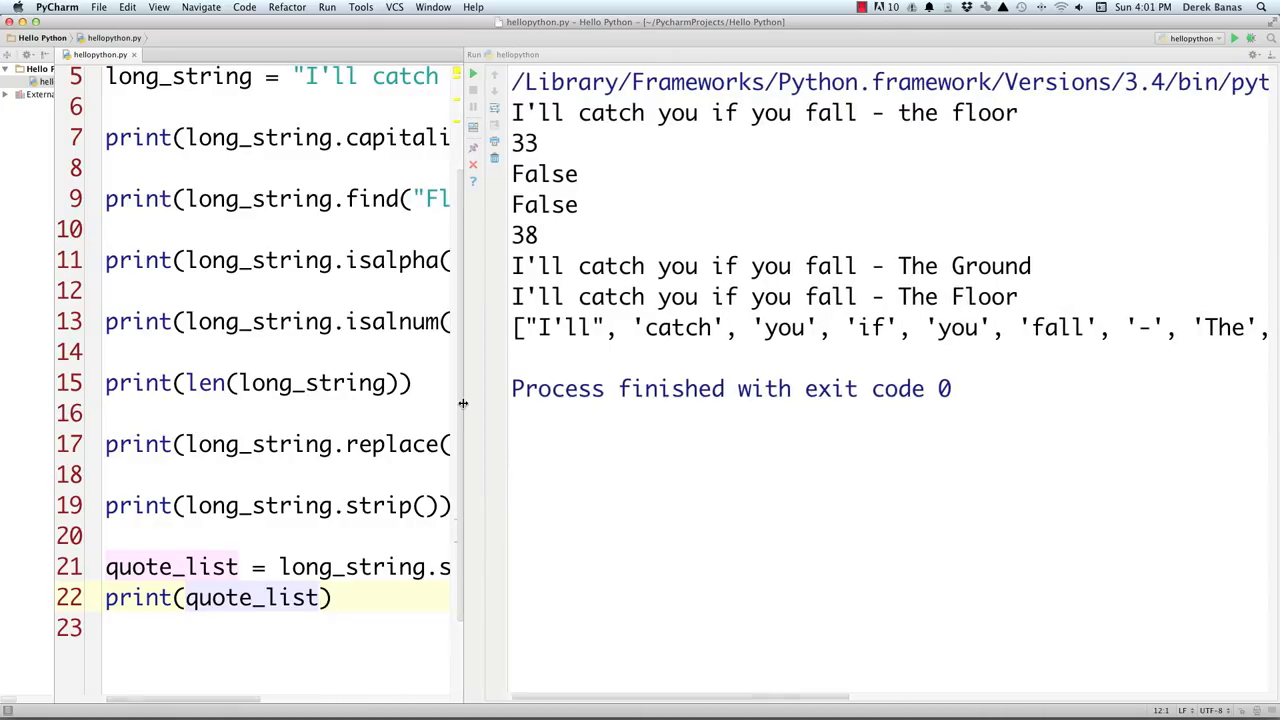 PyCharm File Edit View Navigate Code Refactor Run Tools VCS Window Help 10 8 Sun 4:01 PM Derek Banas
hellopython.py – Hello Python – [~/PycharmProjects/Hello Python]
Hello Python hellopython.py hellopython
hellopython.py Run hellopython
Hello P
hell
Extern
5 long_string = "I'll catch
6
7 print(long_string.capitali
8
9 print(long_string.find("Fl
10
11 print(long_string.isalpha(
12
13 print(long_string.isalnum(
14
15 print(len(long_string))
16
17 print(long_string.replace(
18
19 print(long_string.strip())
20
21 quote_list = long_string.s
22 print(quote_list)
23
/Library/Frameworks/Python.framework/Versions/3.4/bin/pyt
I'll catch you if you fall - the floor
33
False
False
38
I'll catch you if you fall - The Ground
I'll catch you if you fall - The Floor
["I'll", 'catch', 'you', 'if', 'you', 'fall', '-', 'The',
Process finished with exit code 0
12:1 LF UTF-8